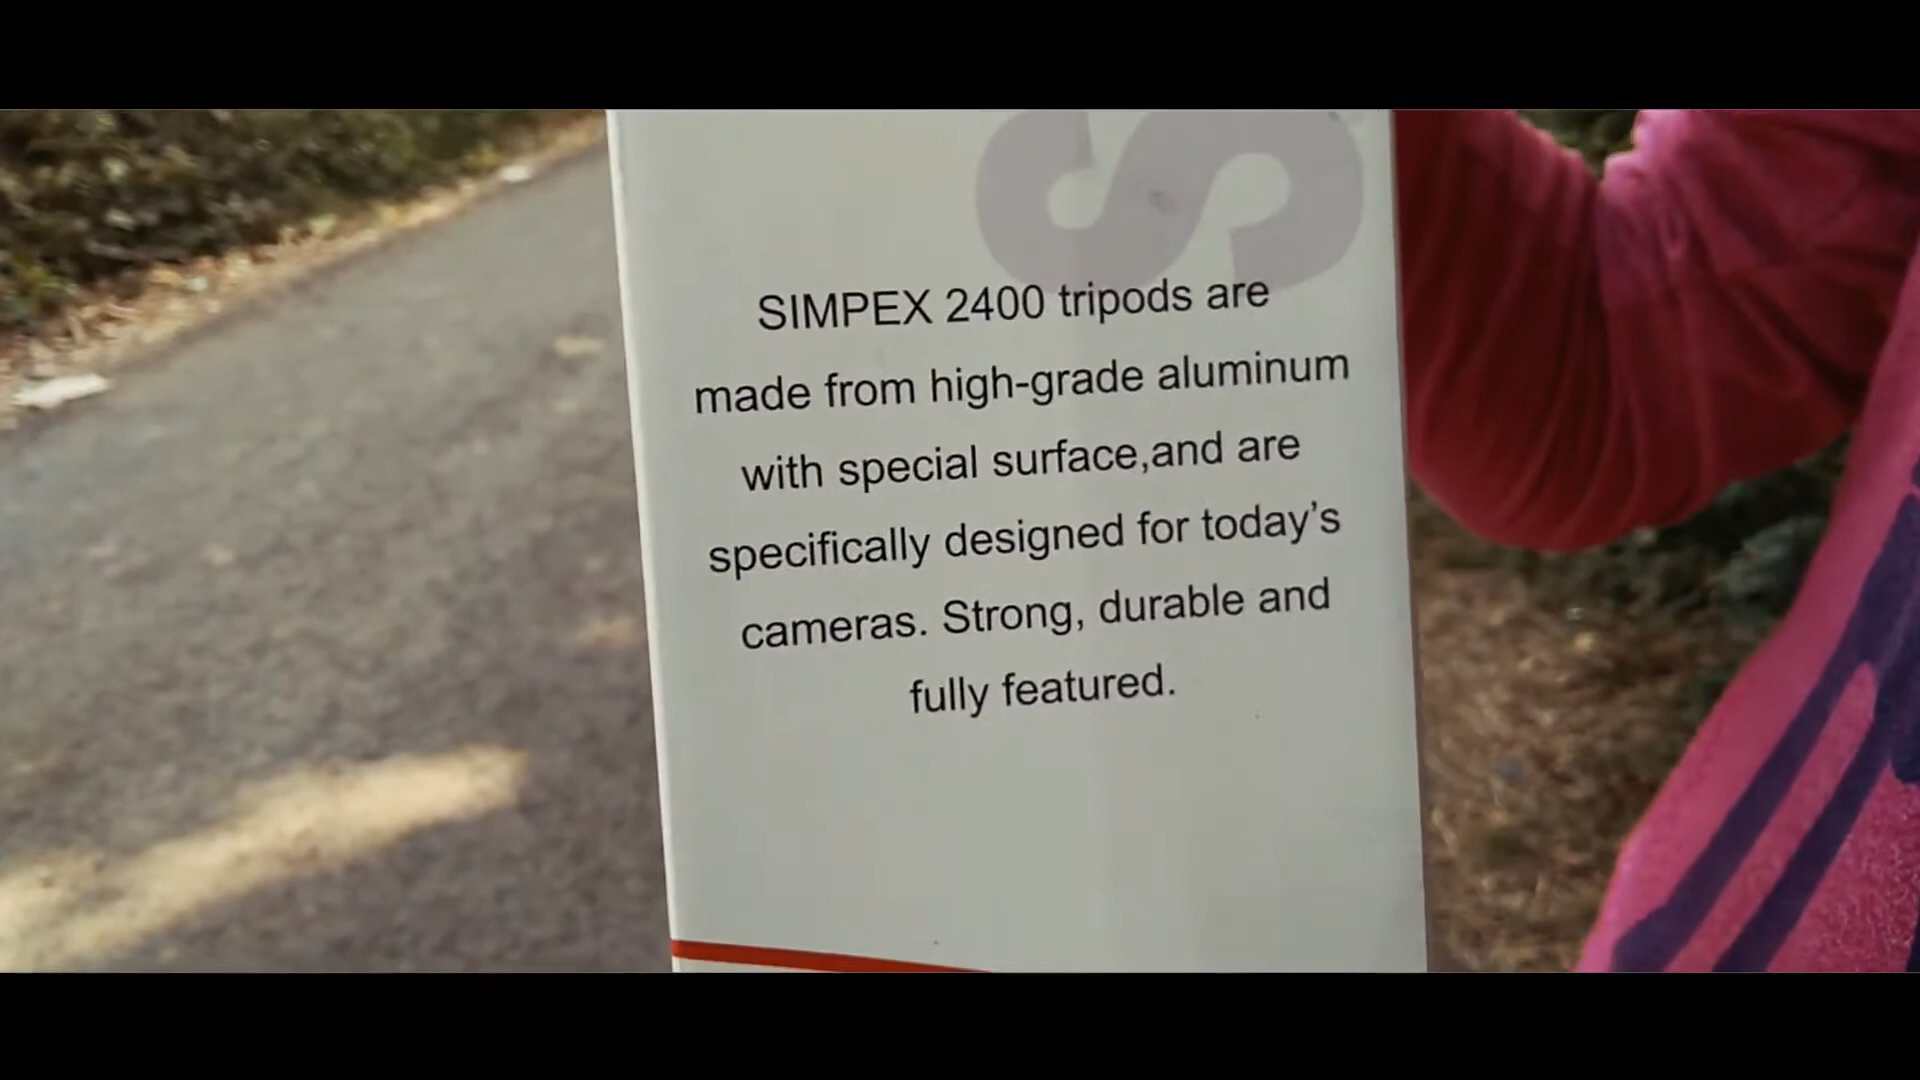 SIMPEX 2400 tripods are
made from high-grade aluminum
with special surface,and are
specifically designed for today's
cameras. Strong, durable and
fully featured.